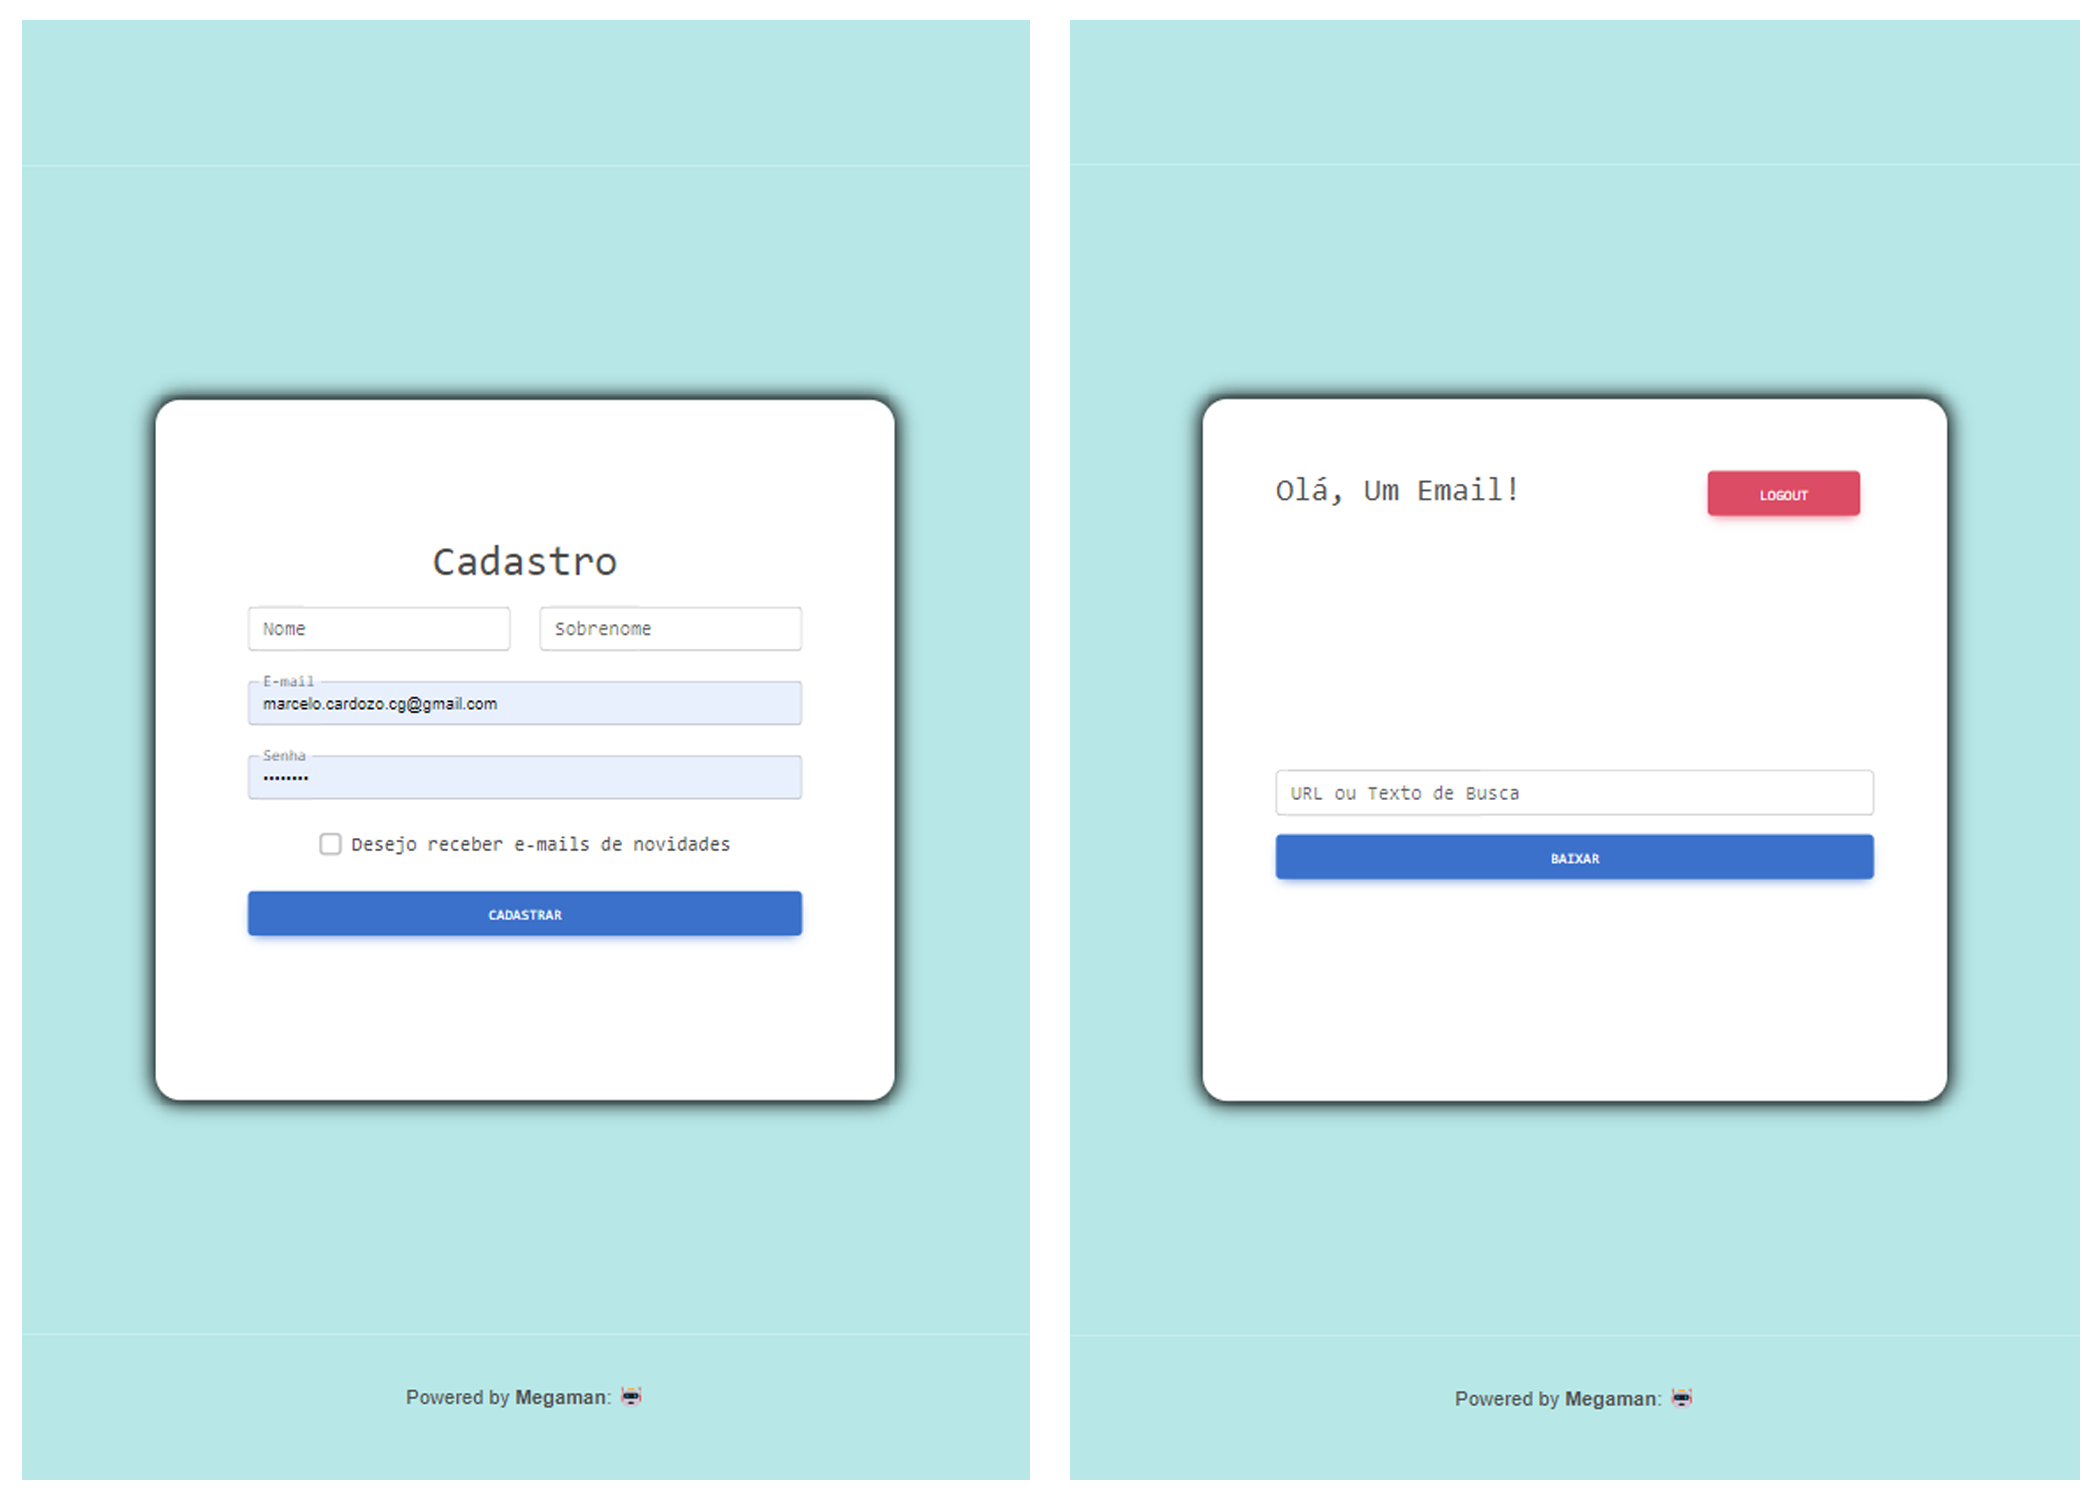 Cadastro
Nome
Sobrenome
E-mail
marcelo.cardozo.cg@gmail.com
Senha
••••••••
Desejo receber e-mails de novidades
CADASTRAR
Powered by Megaman:
Olá, Um Email!
LOGOUT
URL ou Texto de Busca
BAIXAR
Powered by Megaman: